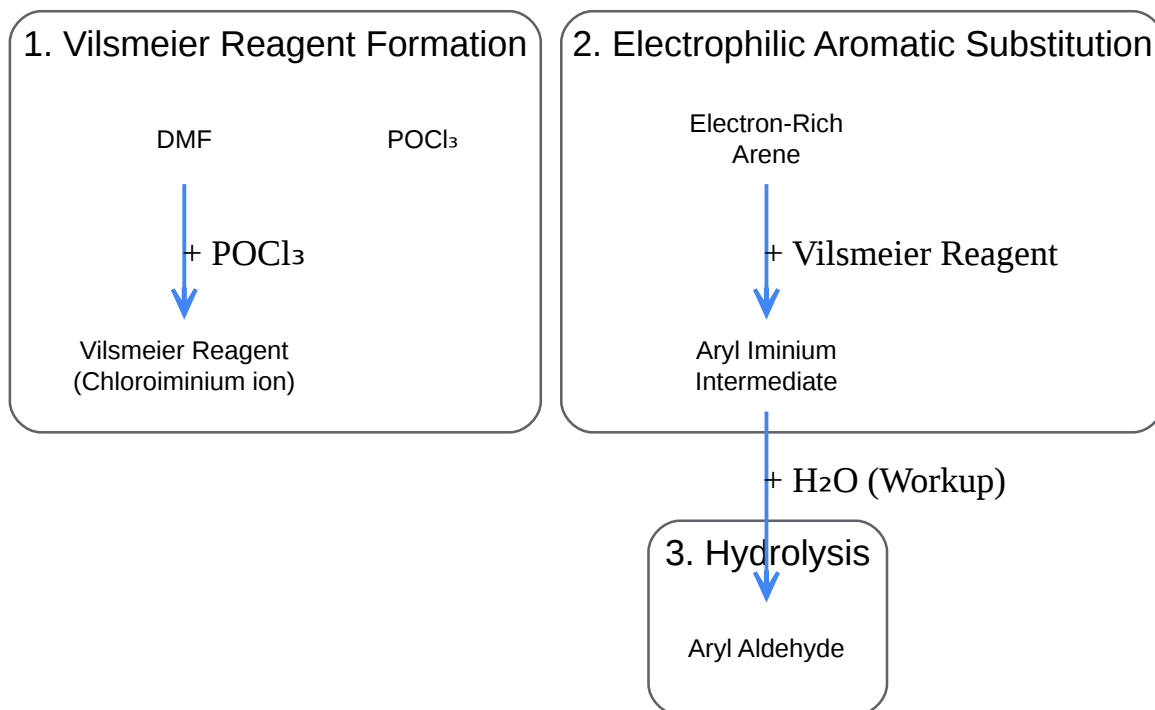 1. Vilsmeier Reagent Formation
DMF
POCl₃
+ POCl₃
Vilsmeier Reagent
(Chloroiminium ion)
2. Electrophilic Aromatic Substitution
Electron-Rich
Arene
+ Vilsmeier Reagent
Aryl Iminium
Intermediate
+ H₂O (Workup)
3. Hydrolysis
Aryl Aldehyde